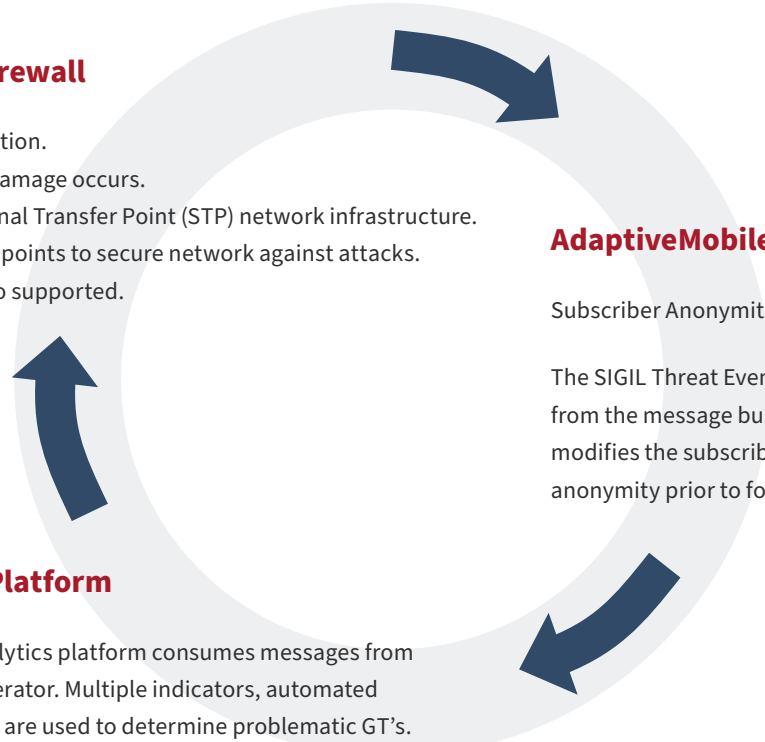 rewall
tion.
amage occurs.
nal Transfer Point (STP) network infrastructure.
points to secure network against attacks.
o supported.
AdaptiveMobile
Subscriber Anonymit
The SIGIL Threat Even
from the message bu
modifies the subscrib
anonymity prior to fo
Platform
lytics platform consumes messages from
erator. Multiple indicators, automated
are used to determine problematic GT's.